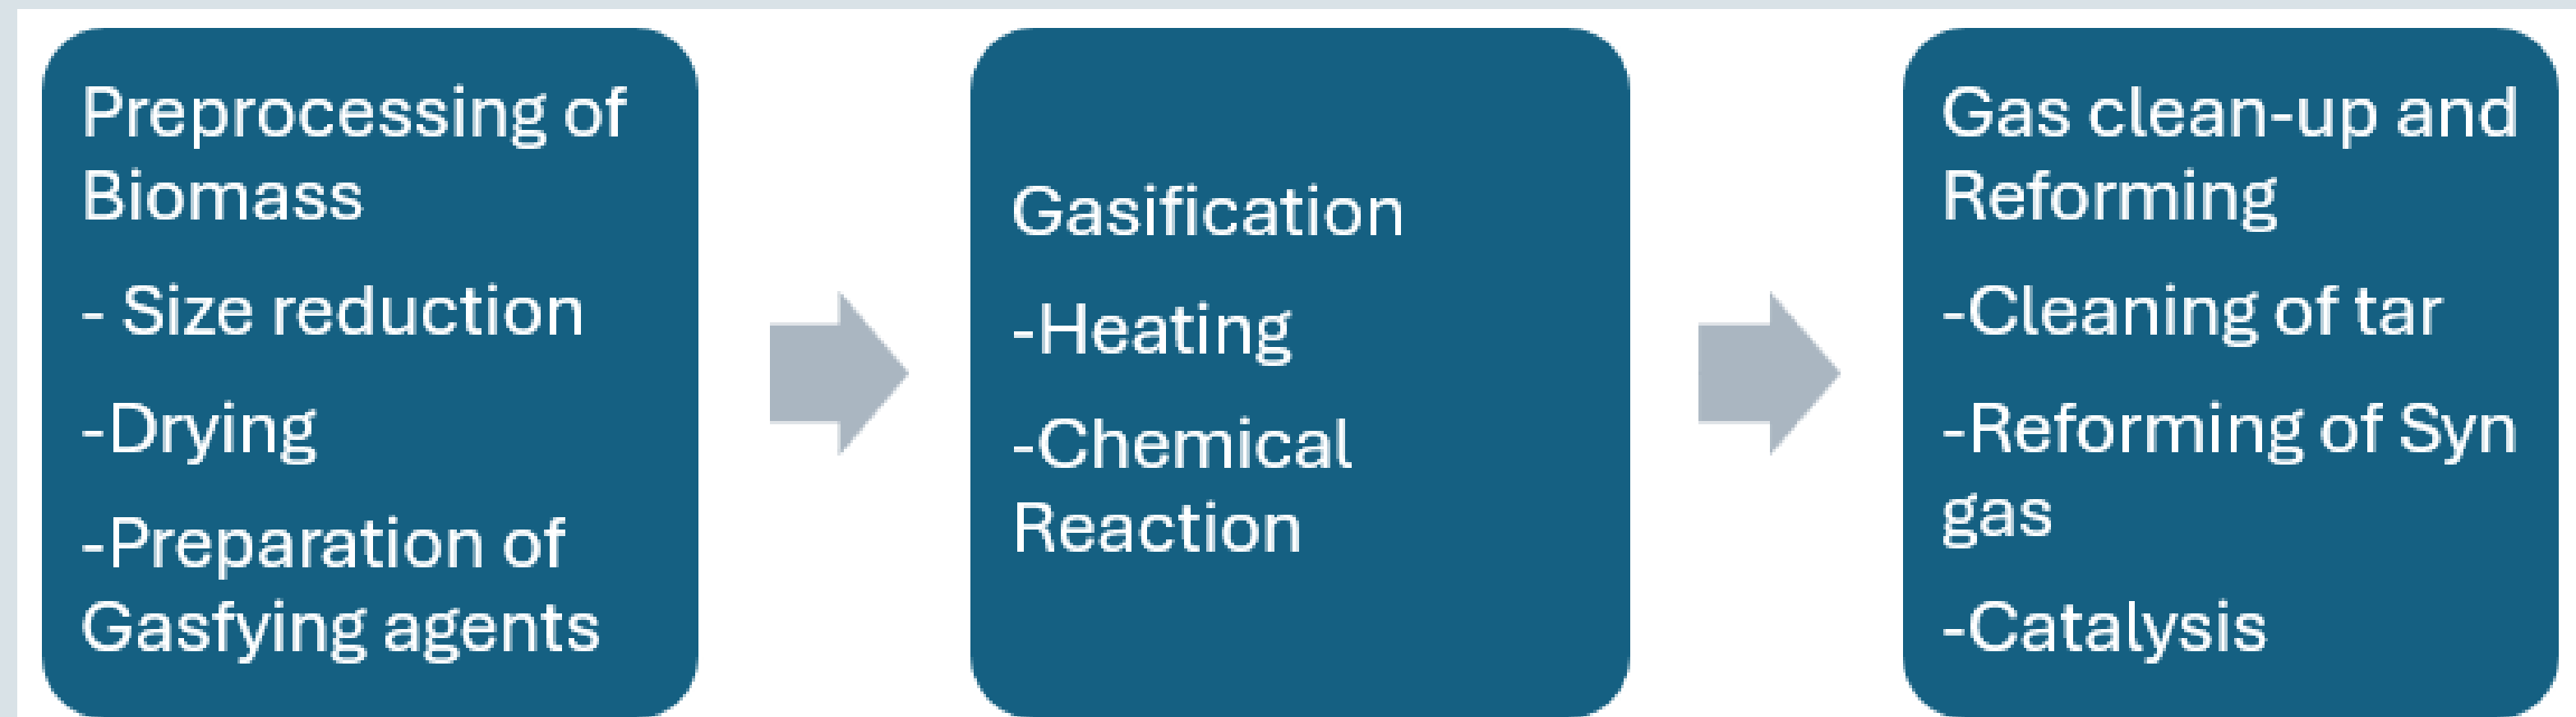 Preprocessing of
Biomass
- Size reduction
-Drying
-Preparation of
Gasfying agents
Gasification
-Heating
-Chemical
Reaction
Gas clean-up and
Reforming
-Cleaning of tar
-Reforming of Syn
gas
-Catalysis